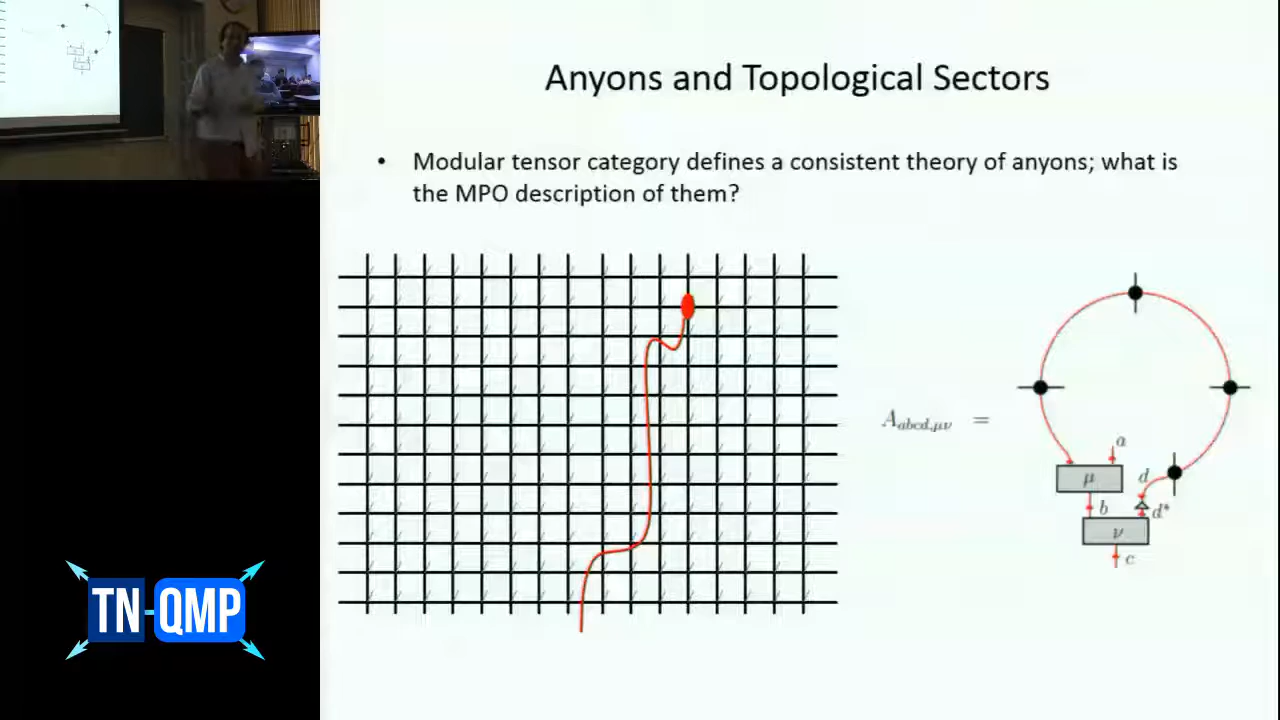 Anyons and Topological Sectors
• Modular tensor category defines a consistent theory of anyons; what is
the MPO description of them?
A_{abcd,μν} =
a
μ
d
b
d*
ν
c
TN-QMP